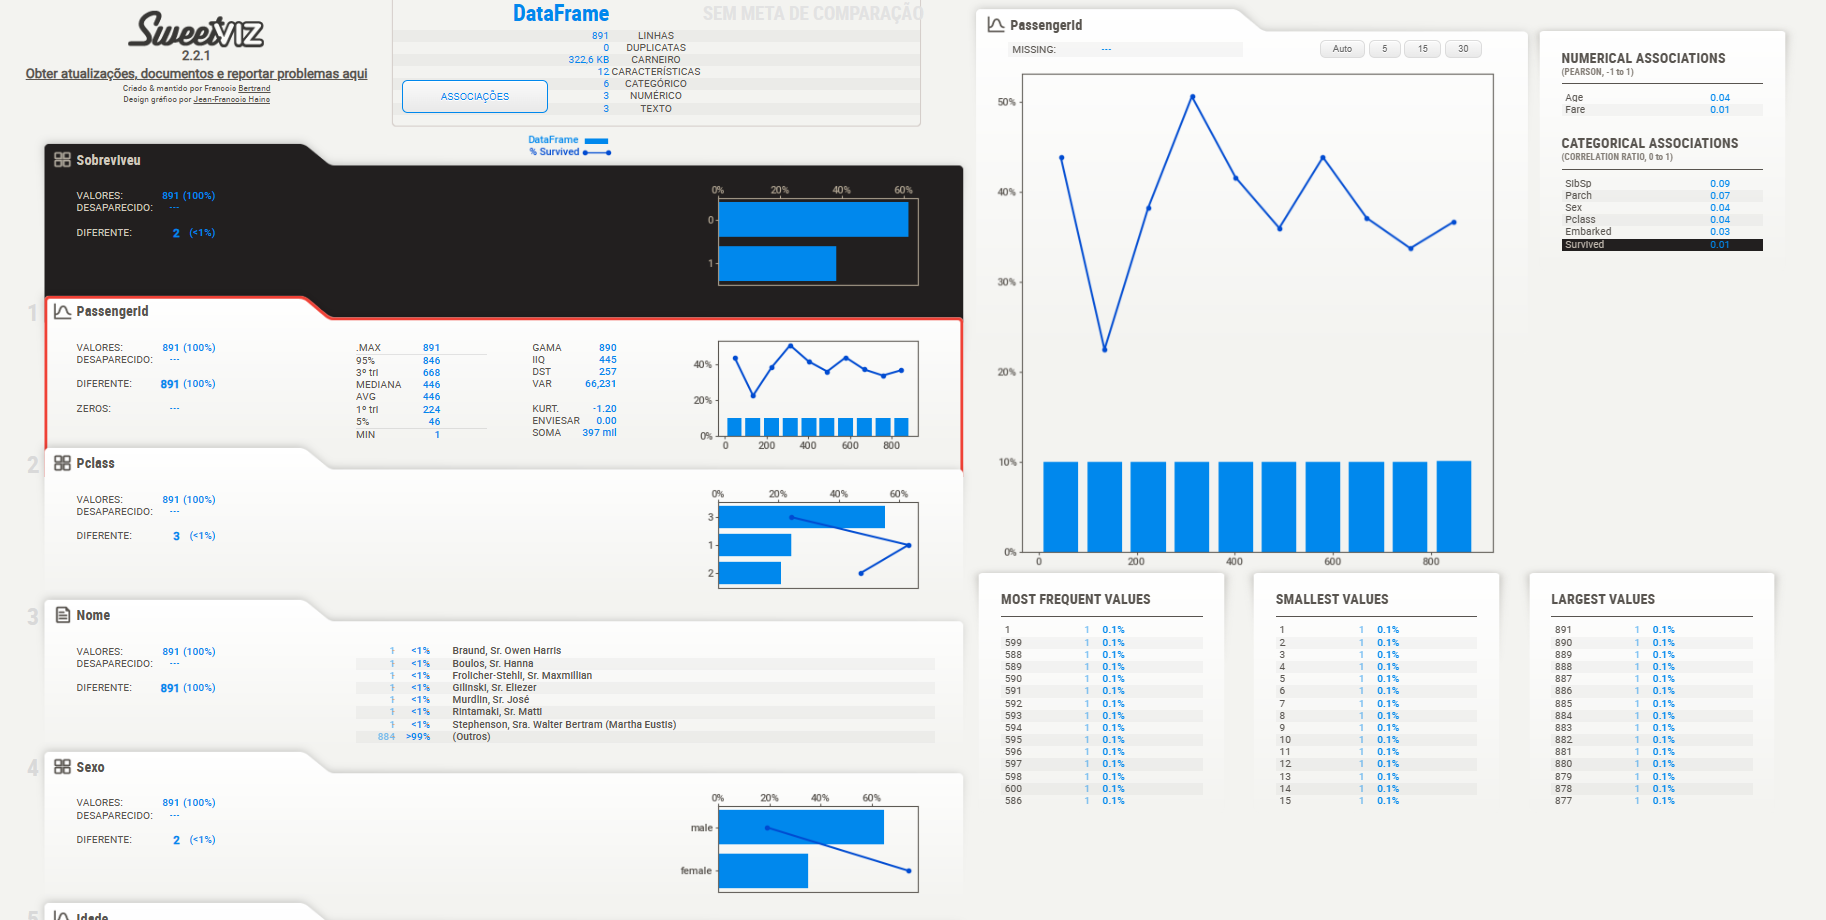 SweetVIZ
2.2.1
Obter atualizações, documentos e reportar problemas aqui
Criado & mantido por Francois Bertrand
Design gráfico por Jean-Francois Hains
DataFrame
SEM META DE COMPARAÇÃO
891 LINHAS
0 DUPLICATAS
322,6 KB CARNEIRO
12 CARACTERÍSTICAS
6 CATEGÓRICO
3 NUMÉRICO
3 TEXTO
ASSOCIAÇÕES
DataFrame
% Survived
Sobreviveu
VALORES: 891 (100%)
DESAPARECIDO: ---
DIFERENTE: 2 (<1%)
0% 20% 40% 60%
0
1
1
PassengerId
VALORES: 891 (100%)
DESAPARECIDO: ---
DIFERENTE: 891 (100%)
ZEROS: ---
.MAX 891
95% 846
3º tri 668
MEDIANA 446
AVG 446
1º tri 224
5% 46
MIN 1
GAMA 890
IIQ 445
DST 257
VAR 66,231
KURT. -1.20
ENVIESAR 0.00
SOMA 397 mil
40%
20%
0%
0 200 400 600 800
2
Pclass
VALORES: 891 (100%)
DESAPARECIDO: ---
DIFERENTE: 3 (<1%)
0% 20% 40% 60%
3
1
2
3
Nome
VALORES: 891 (100%)
DESAPARECIDO: ---
DIFERENTE: 891 (100%)
1 <1% Braund, Sr. Owen Harris
1 <1% Boulos, Sr. Hanna
1 <1% Frolicher-Stehli, Sr. Maxmillian
1 <1% Gilinski, Sr. Eliezer
1 <1% Murdlin, Sr. José
1 <1% Rintamaki, Sr. Matti
1 <1% Stephenson, Sra. Walter Bertram (Martha Eustis)
884 >99% (Outros)
4
Sexo
VALORES: 891 (100%)
DESAPARECIDO: ---
DIFERENTE: 2 (<1%)
0% 20% 40% 60%
male
female
5
Idade
PassengerId
MISSING: ---
Auto 5 15 30
50%
40%
30%
20%
10%
0%
0 200 400 600 800
NUMERICAL ASSOCIATIONS
(PEARSON, -1 to 1)
Age 0.04
Fare 0.01
CATEGORICAL ASSOCIATIONS
(CORRELATION RATIO, 0 to 1)
SibSp 0.09
Parch 0.07
Sex 0.04
Pclass 0.04
Embarked 0.03
Survived 0.01
MOST FREQUENT VALUES
1 1 0.1%
599 1 0.1%
588 1 0.1%
589 1 0.1%
590 1 0.1%
591 1 0.1%
592 1 0.1%
593 1 0.1%
594 1 0.1%
595 1 0.1%
596 1 0.1%
597 1 0.1%
598 1 0.1%
600 1 0.1%
586 1 0.1%
SMALLEST VALUES
1 1 0.1%
2 1 0.1%
3 1 0.1%
4 1 0.1%
5 1 0.1%
6 1 0.1%
7 1 0.1%
8 1 0.1%
9 1 0.1%
10 1 0.1%
11 1 0.1%
12 1 0.1%
13 1 0.1%
14 1 0.1%
15 1 0.1%
LARGEST VALUES
891 1 0.1%
890 1 0.1%
889 1 0.1%
888 1 0.1%
887 1 0.1%
886 1 0.1%
885 1 0.1%
884 1 0.1%
883 1 0.1%
882 1 0.1%
881 1 0.1%
880 1 0.1%
879 1 0.1%
878 1 0.1%
877 1 0.1%